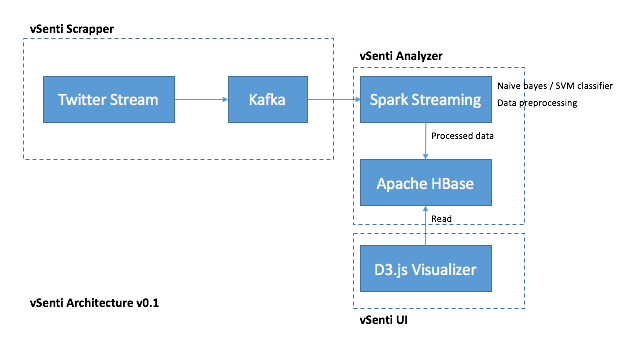 vSenti Scrapper
vSenti Analyzer
Twitter Stream
Kafka
Spark Streaming
Naïve bayes / SVM classifier
Data preprocessing
Processed data
Apache HBase
Read
D3.js Visualizer
vSenti Architecture v0.1
vSenti UI